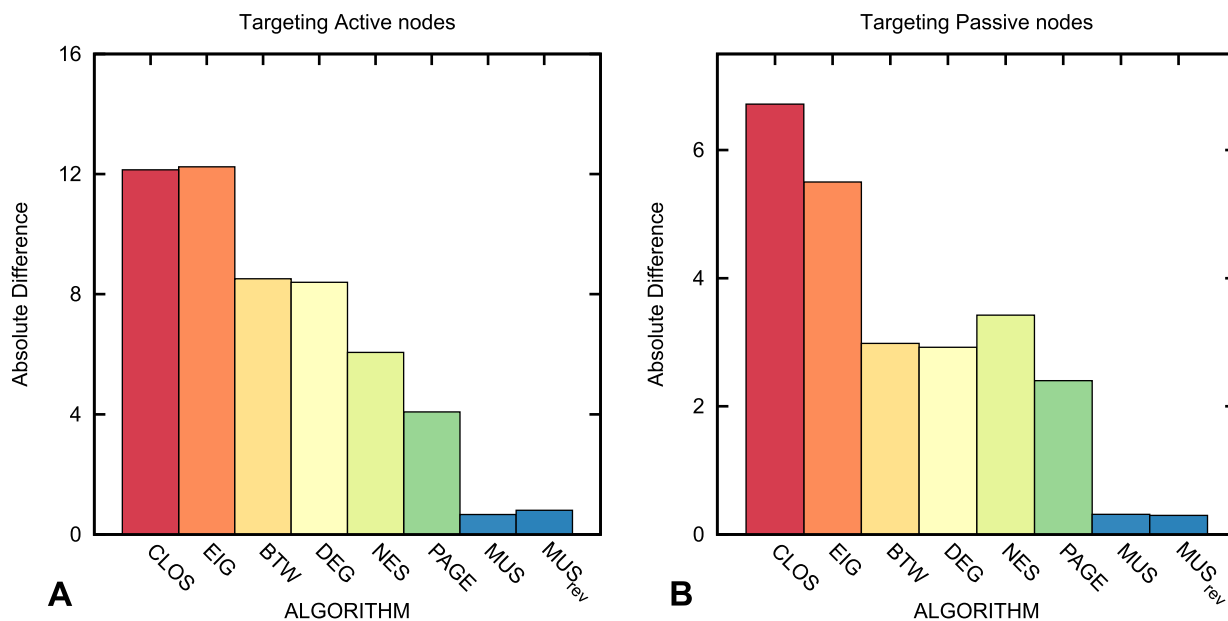 Targeting Active nodes
Absolute Difference
16
12
8
4
0
CLOS EIG BTW DEG NES PAGE MUS MUSrev
ALGORITHM
A
Targeting Passive nodes
Absolute Difference
6
4
2
0
CLOS EIG BTW DEG NES PAGE MUS MUSrev
ALGORITHM
B